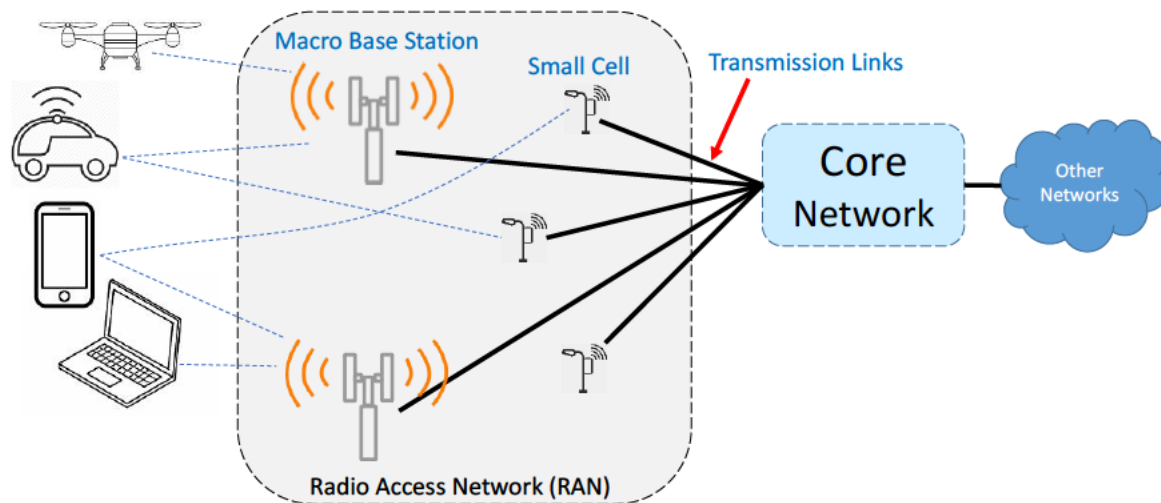 Macro Base Station
Small Cell
Transmission Links
Core
Network
Other
Networks
Radio Access Network (RAN)